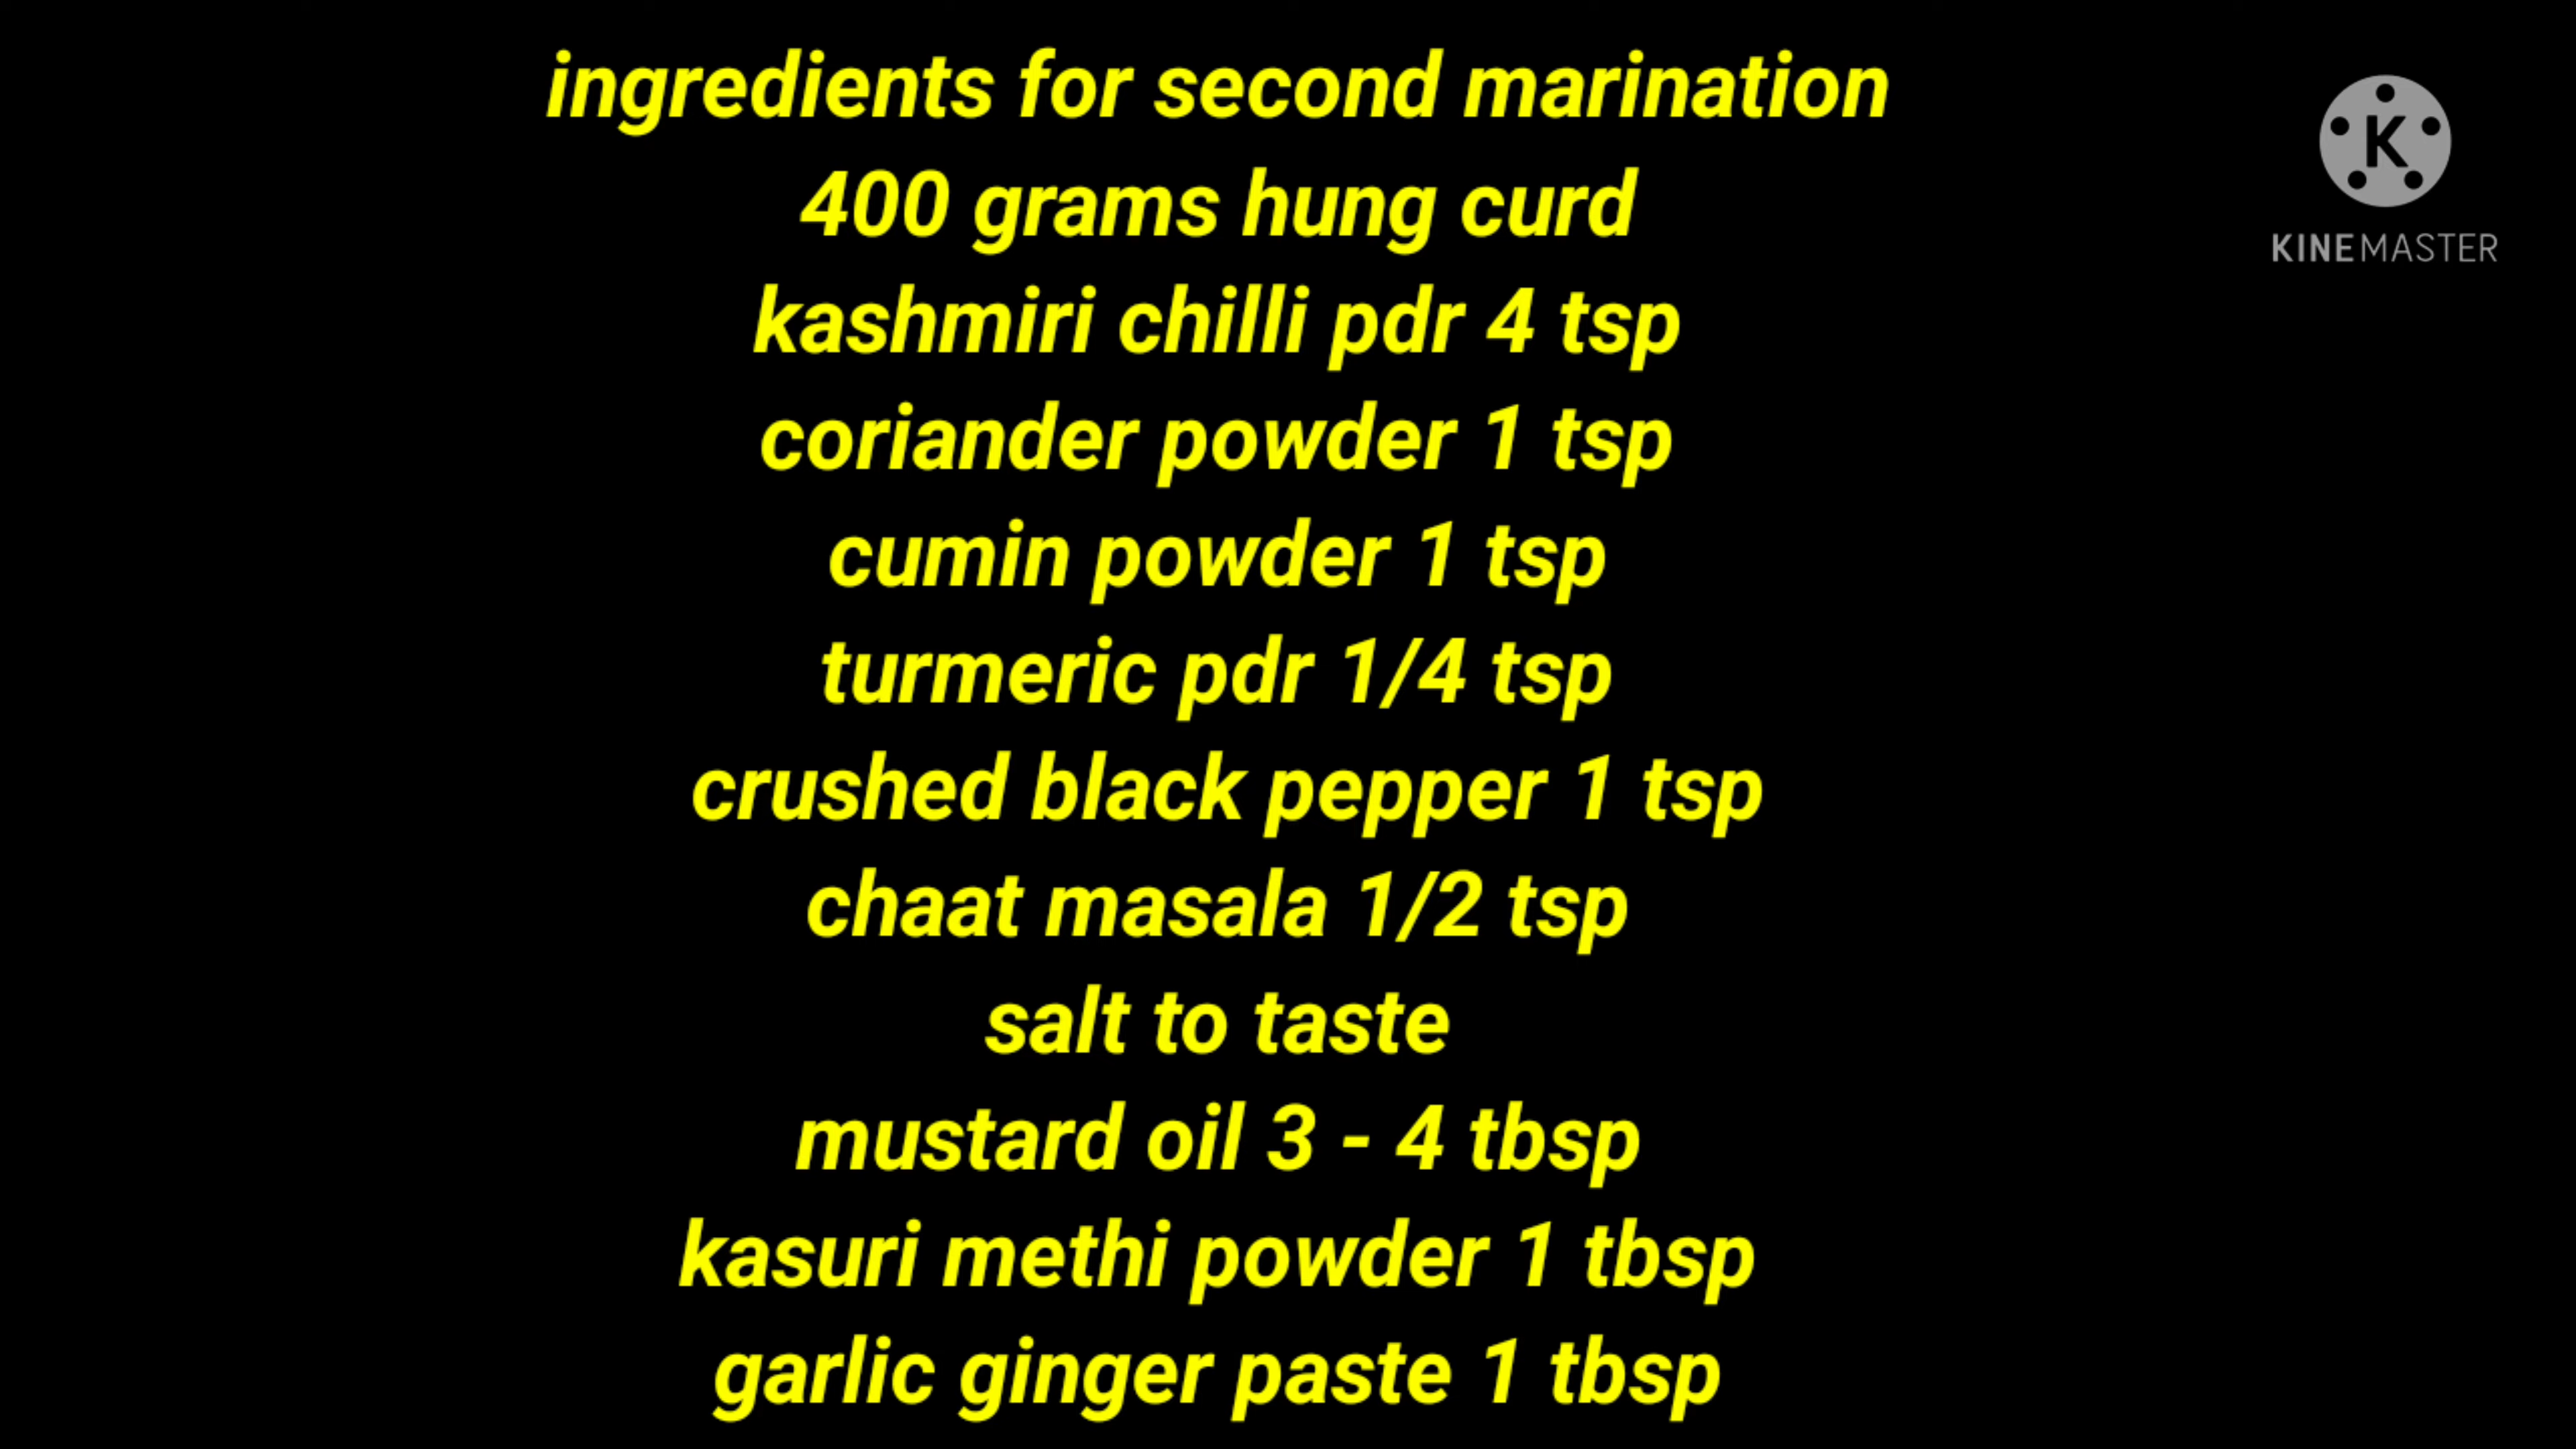 ingredients for second marination
400 grams hung curd
kashmiri chilli pdr 4 tsp
coriander powder 1 tsp
cumin powder 1 tsp
turmeric pdr 1/4 tsp
crushed black pepper 1 tsp
chaat masala 1/2 tsp
salt to taste
mustard oil 3 - 4 tbsp
kasuri methi powder 1 tbsp
garlic ginger paste 1 tbsp
K
KINEMASTER